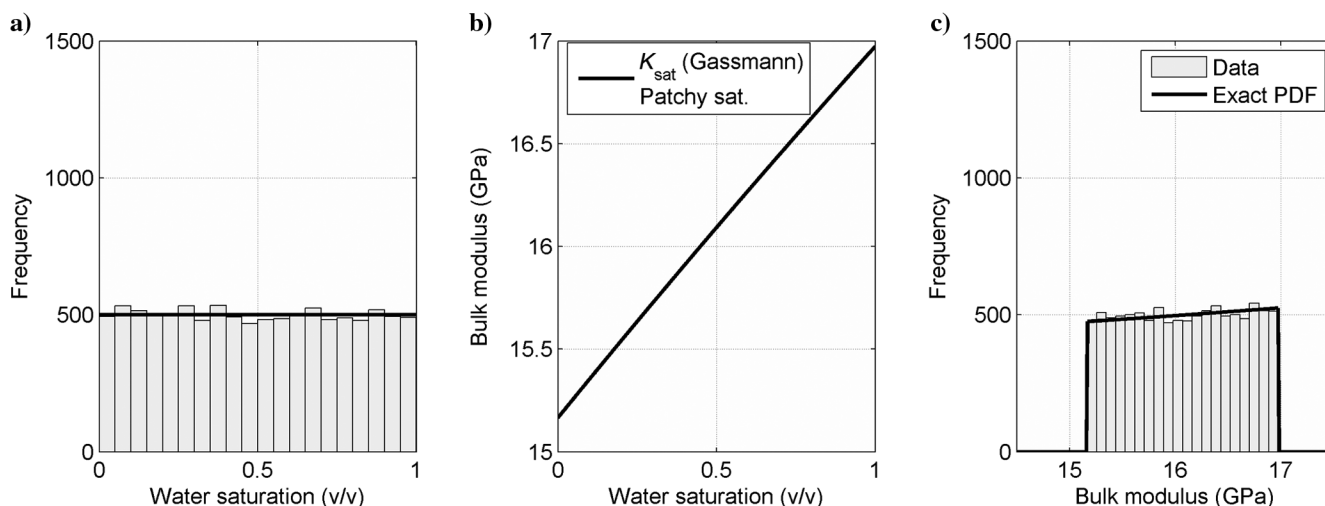 a)
1500
1000
500
0
Frequency
0
0.5
1
Water saturation (v/v)
b)
17
16.5
16
15.5
15
Bulk modulus (GPa)
K_sat (Gassmann)
Patchy sat.
0
0.5
1
Water saturation (v/v)
c)
1500
1000
500
0
Frequency
Data
Exact PDF
15
16
17
Bulk modulus (GPa)